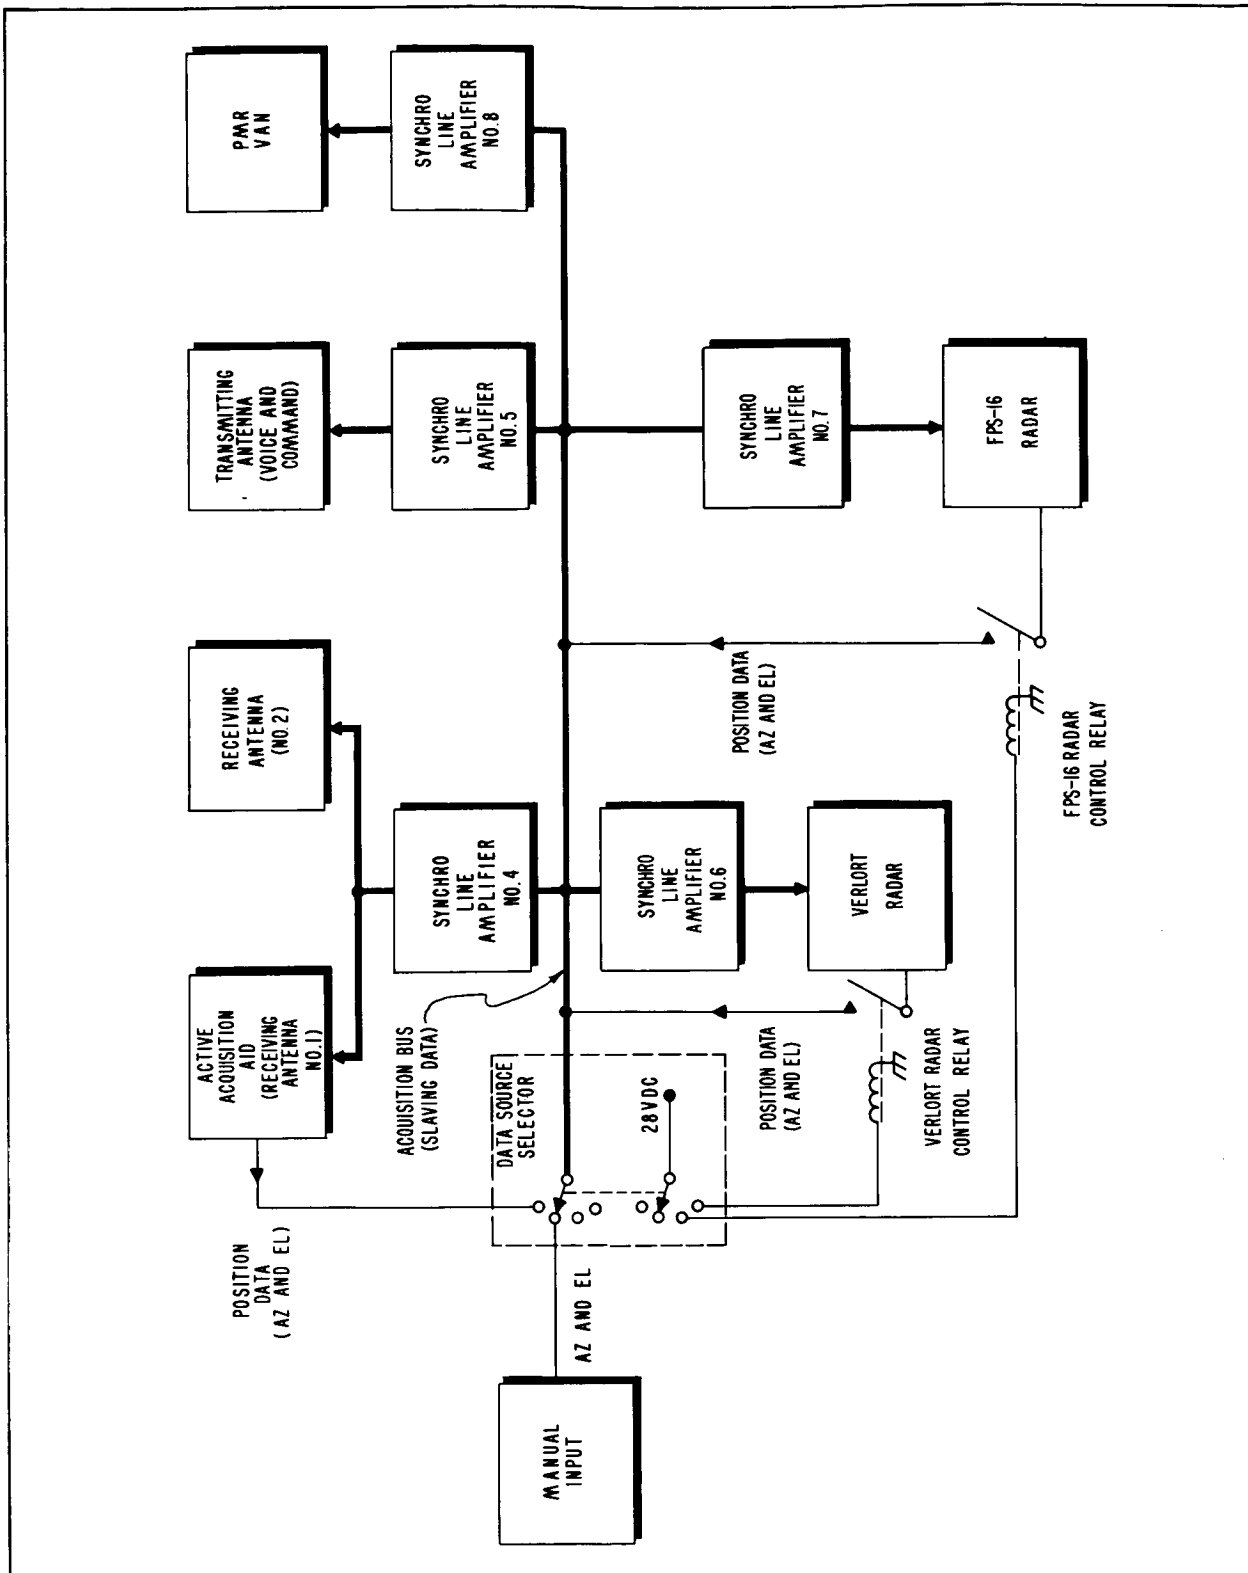 ACTIVE
ACQUISITION
AID
(RECEIVING
ANTENNA
NO.1)
RECEIVING
ANTENNA
(NO.2)
TRANSMITTING
ANTENNA
(VOICE AND
COMMAND)
PMR
VAN
POSITION
DATA
(AZ AND EL)
SYNCHRO
LINE
AMPLIFIER
NO.4
SYNCHRO
LINE
AMPLIFIER
NO.5
SYNCHRO
LINE
AMPLIFIER
NO.8
ACQUISITION BUS
(SLAVING DATA)
DATA SOURCE
SELECTOR
28VDC
MANUAL
INPUT
AZ AND EL
SYNCHRO
LINE
AMPLIFIER
NO.6
SYNCHRO
LINE
AMPLIFIER
NO.7
POSITION DATA
(AZ AND EL)
POSITION DATA
(AZ AND EL)
VERLORT
RADAR
FPS-16
RADAR
VERLORT RADAR
CONTROL RELAY
FPS-16 RADAR
CONTROL RELAY